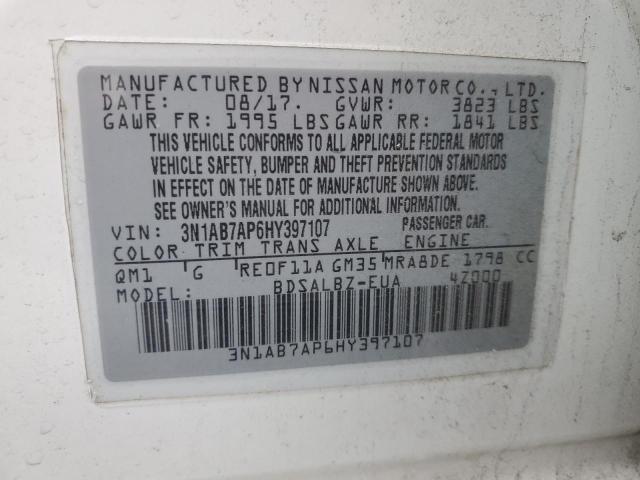 MANUFACTURED BY NISSAN MOTOR CO., LTD.
DATE: 08/17. GVWR: 3823 LBS
GAWR FR: 1995 LBS GAWR RR: 1841 LBS
THIS VEHICLE CONFORMS TO ALL APPLICABLE FEDERAL MOTOR
VEHICLE SAFETY, BUMPER AND THEFT PREVENTION STANDARDS
IN EFFECT ON THE DATE OF MANUFACTURE SHOWN ABOVE.
SEE OWNER'S MANUAL FOR ADDITIONAL INFORMATION.
VIN: 3N1AB7AP6HY397107 PASSENGER CAR.
COLOR TRIM TRANS AXLE ENGINE
QM1 G RE0F11A GM35 MRA8DE 1798 CC
MODEL: BDSALBZ-EUA 4Z000
3N1AB7AP6HY397107